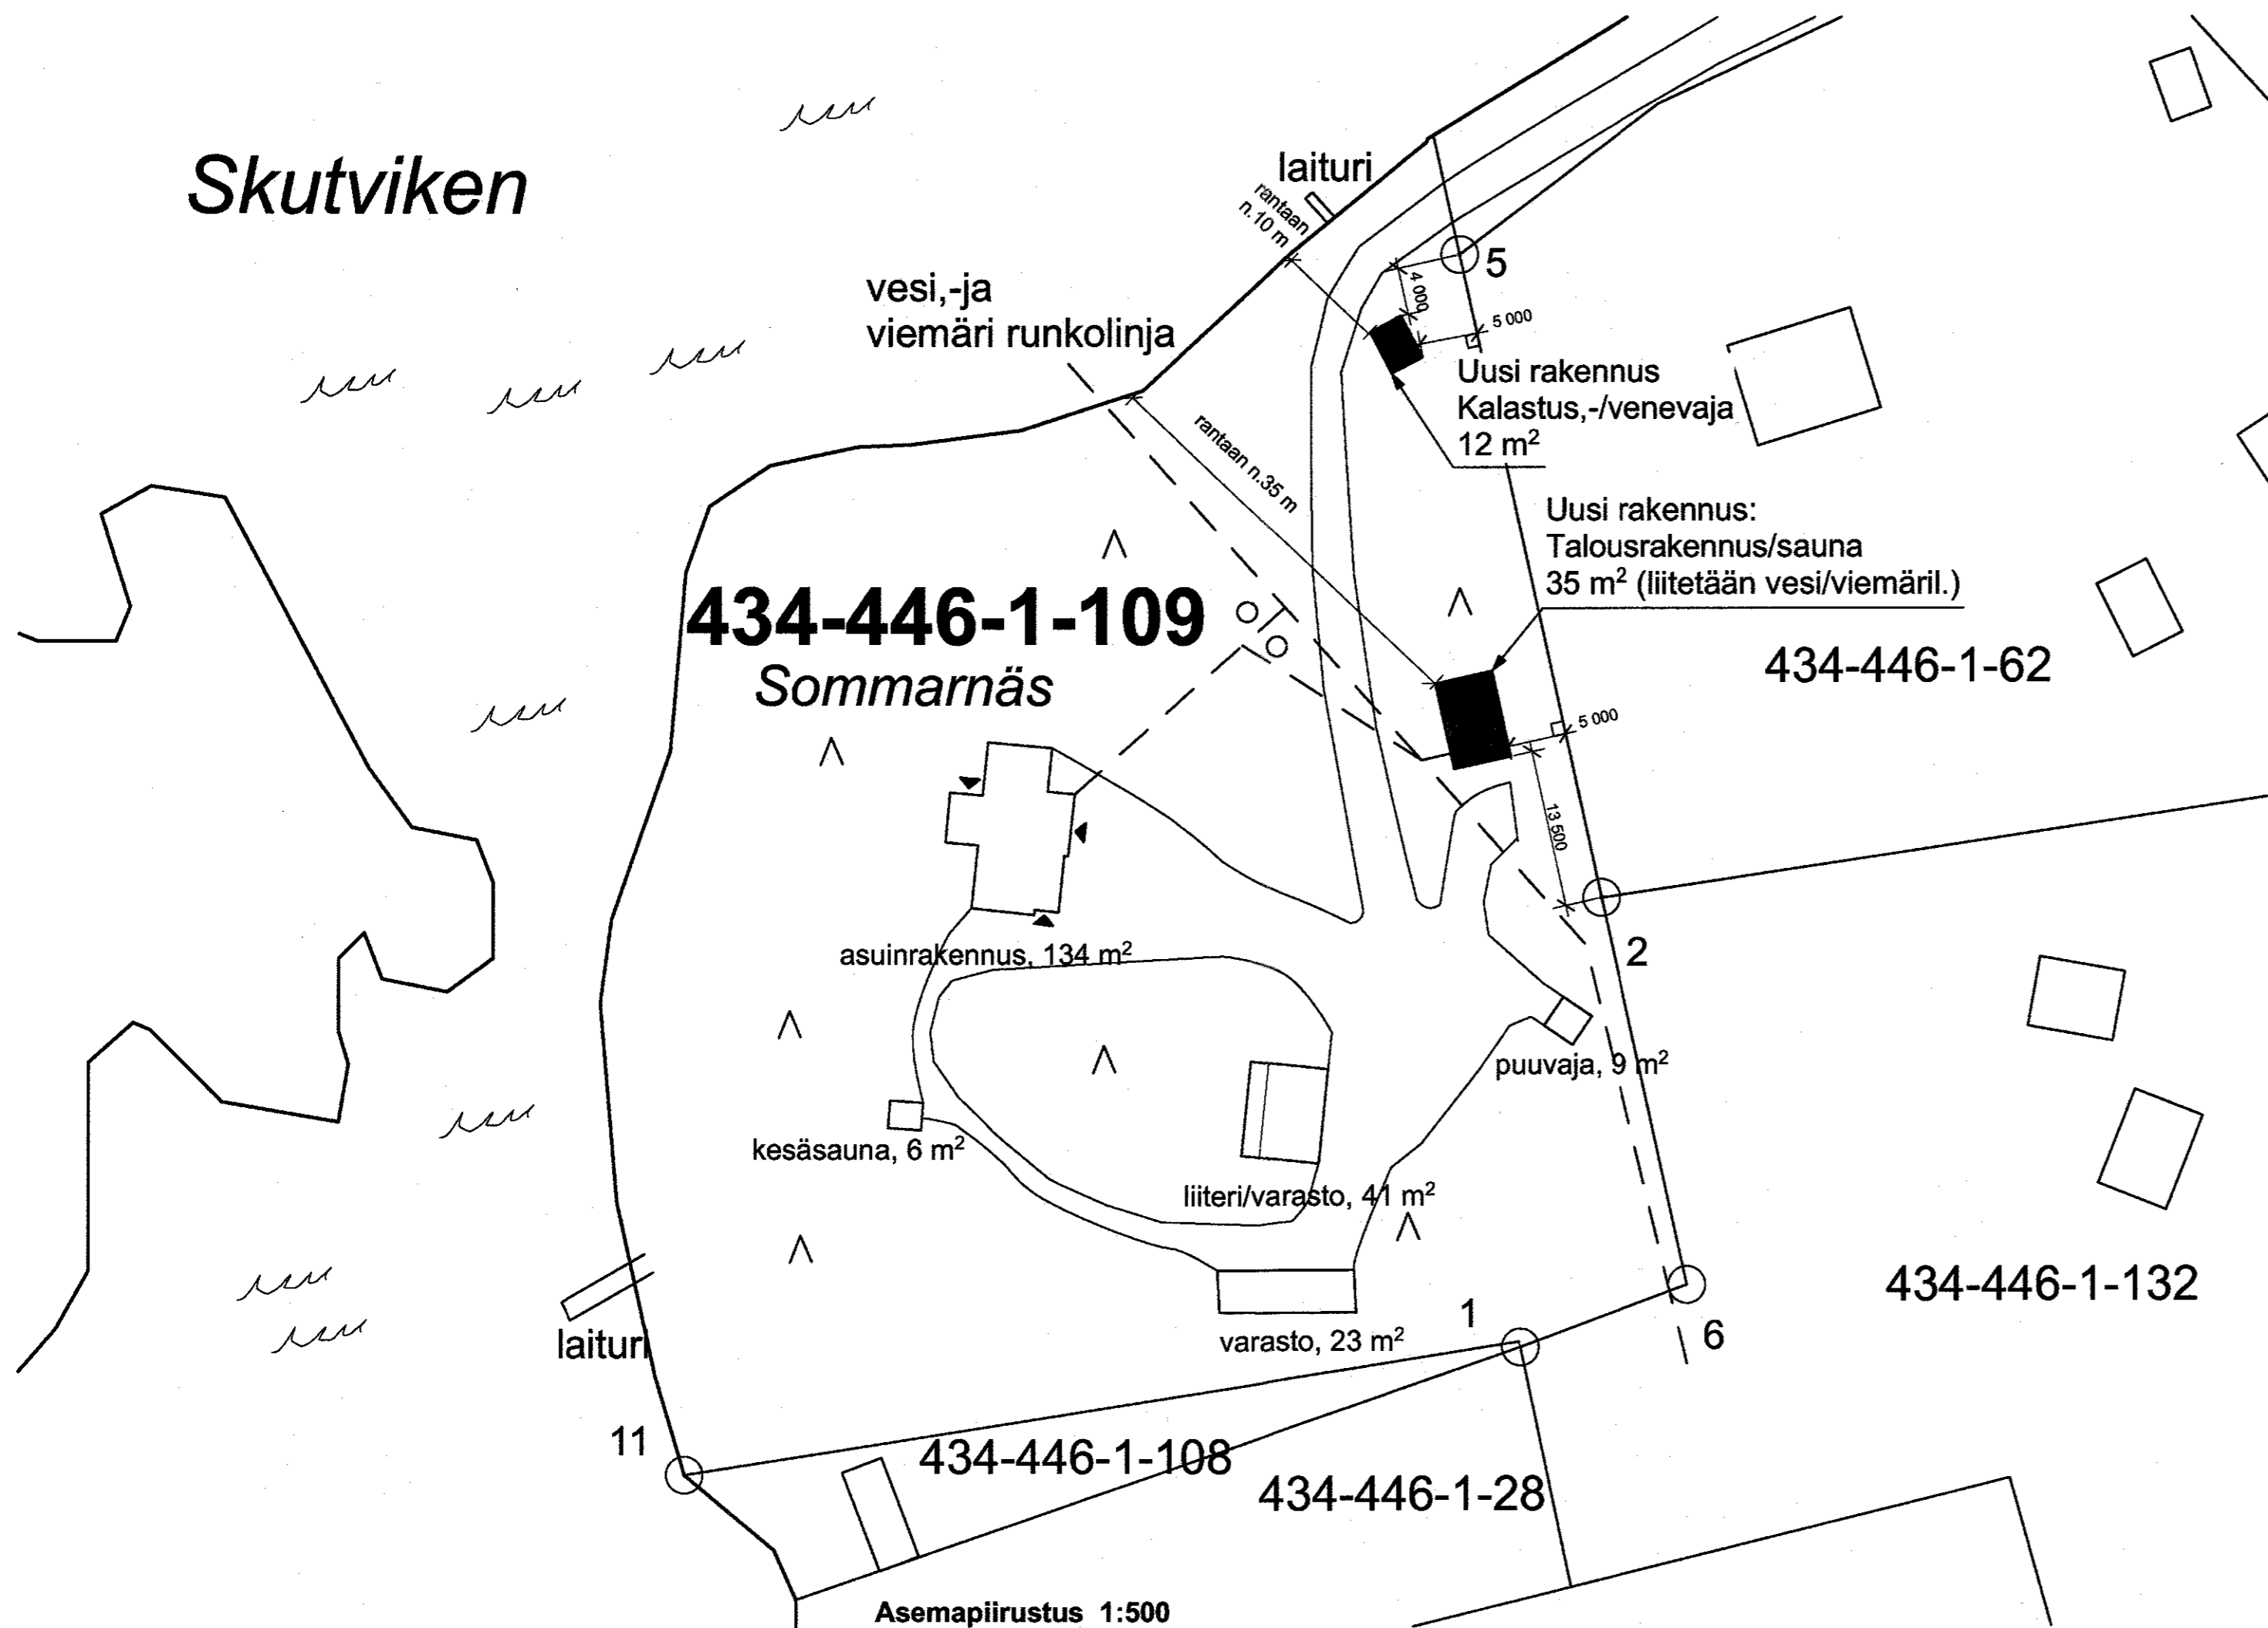 Skutviken
laituri
rantaan
n.10 m
5
4 000
5 000
vesi,-ja
viemäri runkolinja
Uusi rakennus
Kalastus,-/venevaja
12 m²
rantaan n.35 m
Uusi rakennus:
Talousrakennus/sauna
35 m² (liitetään vesi/viemäril.)
434-446-1-109
Sommarnäs
434-446-1-62
5 000
13 500
2
asuinrakennus, 134 m²
puuvaja, 9 m²
kesäsauna, 6 m²
liiteri/varasto, 41 m²
434-446-1-132
laituri
varasto, 23 m²
1
6
11
434-446-1-108
434-446-1-28
Asemapiirustus 1:500